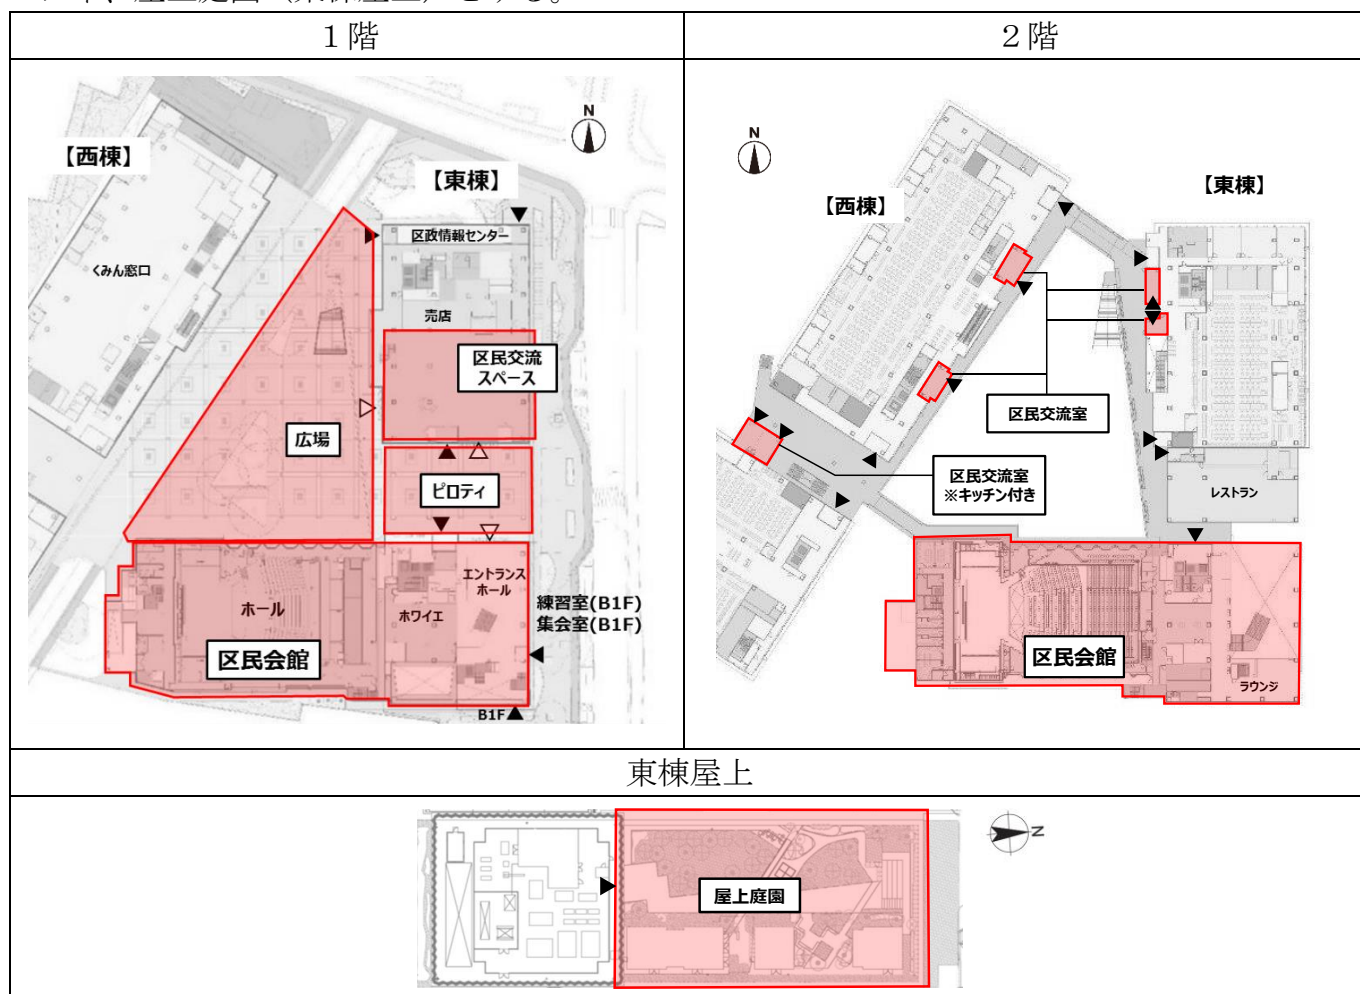 １階
２階
N
【西棟】
【東棟】
区政情報センター
くみん窓口
売店
区民交流
スペース
広場
ピロティ
エントランス
ホール
ホール
ホワイエ
練習室(B1F)
集会室(B1F)
区民会館
B1F
N
【西棟】
【東棟】
区民交流室
区民交流室
※キッチン付き
レストラン
区民会館
ラウンジ
東棟屋上
N
屋上庭園